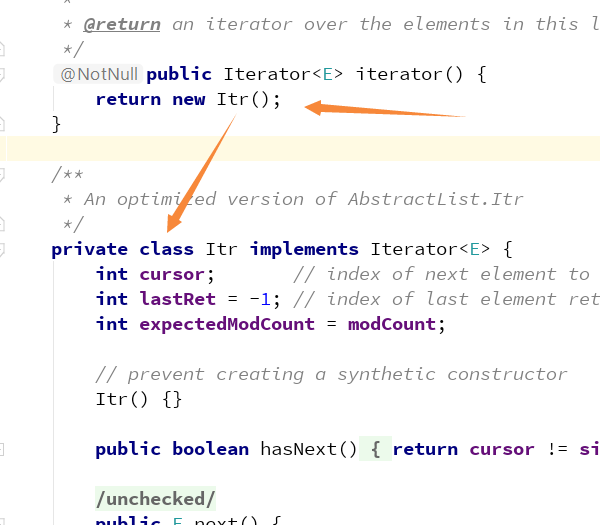 *
* @return an iterator over the elements in this l
*/
@NotNull public Iterator<E> iterator() {
return new Itr();
}
/**
* An optimized version of AbstractList.Itr
*/
private class Itr implements Iterator<E> {
int cursor; // index of next element to
int lastRet = -1; // index of last element ret
int expectedModCount = modCount;
// prevent creating a synthetic constructor
Itr() {}
public boolean hasNext() { return cursor != si
/unchecked/
public E next() {